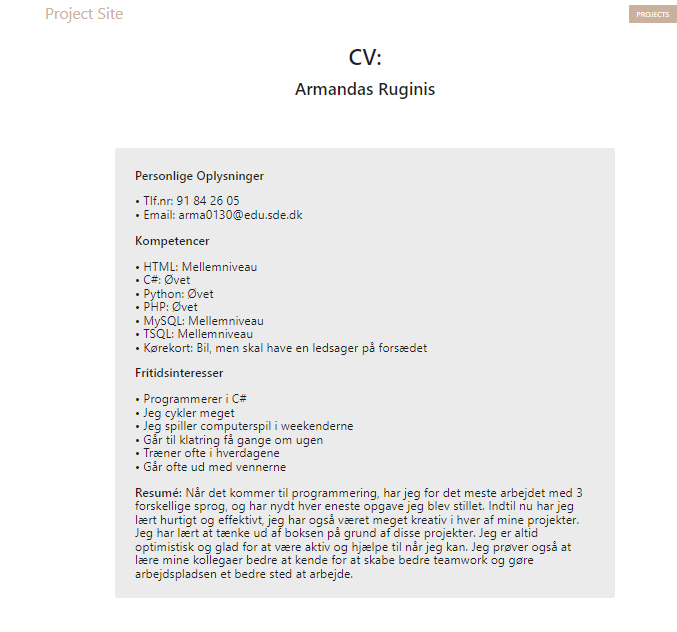 Project Site
PROJECTS
CV:
Armandas Ruginis
Personlige Oplysninger
• Tlf.nr: 91 84 26 05
• Email: arma0130@edu.sde.dk
Kompetencer
• HTML: Mellemniveau
• C#: Øvet
• Python: Øvet
• PHP: Øvet
• MySQL: Mellemniveau
• TSQL: Mellemniveau
• Kørekort: Bil, men skal have en ledsager på forsædet
Fritidsinteresser
• Programmerer i C#
• Jeg cykler meget
• Jeg spiller computerspil i weekenderne
• Går til klatring få gange om ugen
• Træner ofte i hverdagene
• Går ofte ud med vennerne
Resumé: Når det kommer til programmering, har jeg for det meste arbejdet med 3
forskellige sprog, og har nydt hver eneste opgave jeg blev stillet. Indtil nu har jeg
lært hurtigt og effektivt, jeg har også været meget kreativ i hver af mine projekter.
Jeg har lært at tænke ud af boksen på grund af disse projekter. Jeg er altid
optimistisk og glad for at være aktiv og hjælpe til når jeg kan. Jeg prøver også at
lære mine kollegaer bedre at kende for at skabe bedre teamwork og gøre
arbejdspladsen et bedre sted at arbejde.